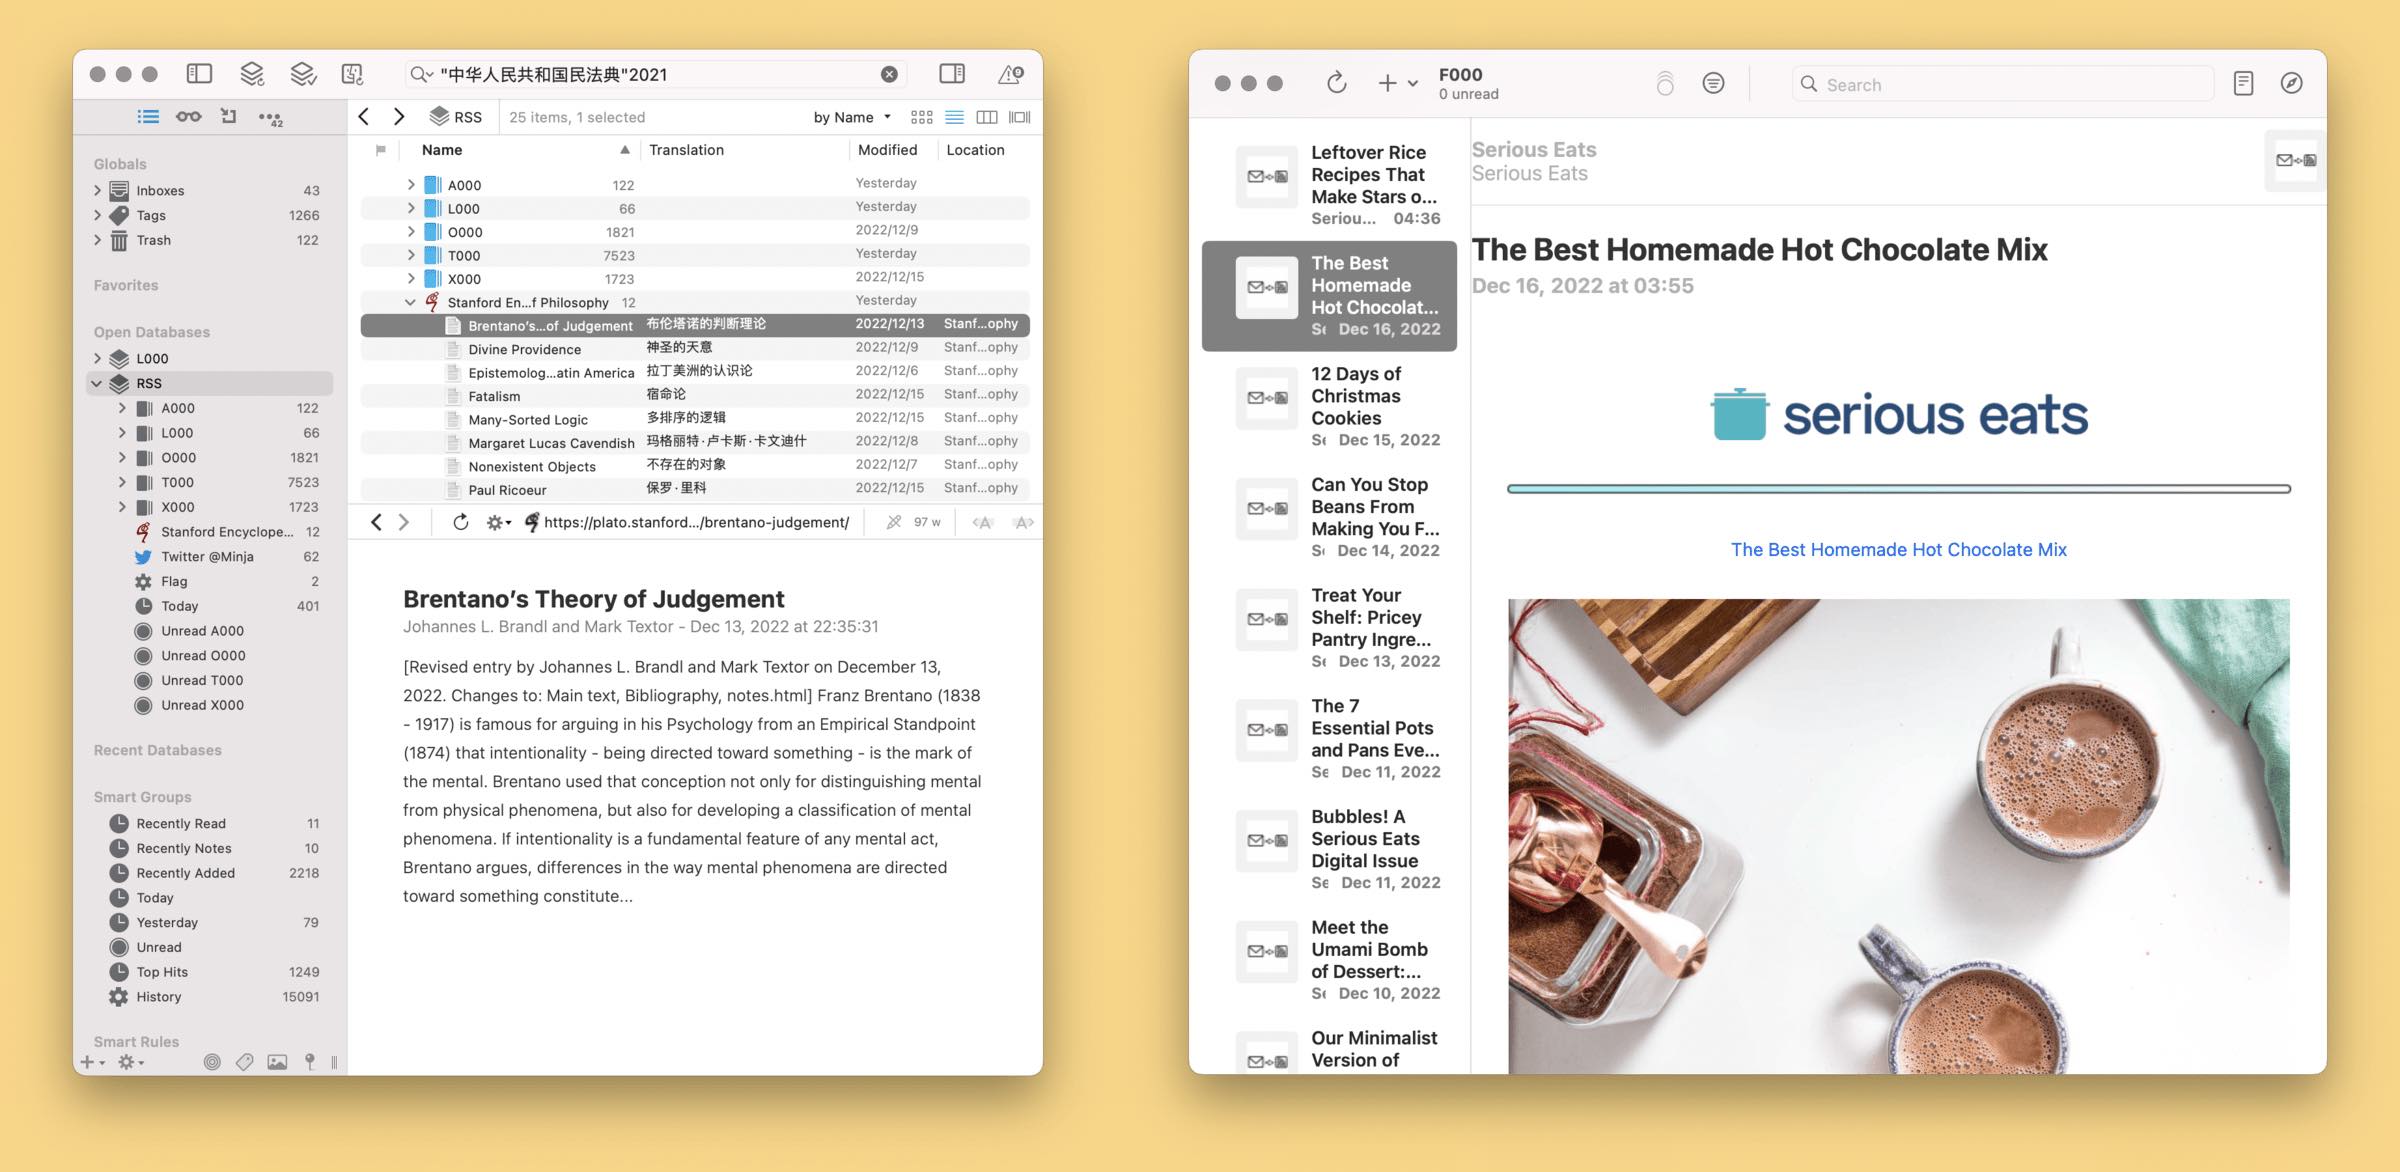 "中华人民共和国民法典"2021
42
RSS
25 items, 1 selected
by Name
Globals
Inboxes 43
Tags 1266
Trash 122
Favorites
Open Databases
L000
RSS
A000 122
L000 66
O000 1821
T000 7523
X000 1723
Stanford Encyclope... 12
Twitter @Minja 62
Flag 2
Today 401
Unread A000
Unread O000
Unread T000
Unread X000
Recent Databases
Smart Groups
Recently Read 11
Recently Notes 10
Recently Added 2218
Today
Yesterday 79
Unread
Top Hits 1249
History 15091
Smart Rules
Name Translation Modified Location
A000 122 Yesterday
L000 66 Yesterday
O000 1821 2022/12/9
T000 7523 Yesterday
X000 1723 2022/12/15
Stanford En...f Philosophy 12 Yesterday
Brentano's...of Judgement 布伦塔诺的判断理论 2022/12/13 Stanf...ophy
Divine Providence 神圣的天意 2022/12/9 Stanf...ophy
Epistemolog...atin America 拉丁美洲的认识论 2022/12/6 Stanf...ophy
Fatalism 宿命论 2022/12/15 Stanf...ophy
Many-Sorted Logic 多排序的逻辑 2022/12/15 Stanf...ophy
Margaret Lucas Cavendish 玛格丽特·卢卡斯·卡文迪什 2022/12/8 Stanf...ophy
Nonexistent Objects 不存在的对象 2022/12/7 Stanf...ophy
Paul Ricoeur 保罗·里科 2022/12/15 Stanf...ophy
https://plato.stanford.../brentano-judgement/ 97 w <A A>
Brentano's Theory of Judgement
Johannes L. Brandl and Mark Textor - Dec 13, 2022 at 22:35:31
[Revised entry by Johannes L. Brandl and Mark Textor on December 13,
2022. Changes to: Main text, Bibliography, notes.html] Franz Brentano (1838
- 1917) is famous for arguing in his Psychology from an Empirical Standpoint
(1874) that intentionality - being directed toward something - is the mark of
the mental. Brentano used that conception not only for distinguishing mental
from physical phenomena, but also for developing a classification of mental
phenomena. If intentionality is a fundamental feature of any mental act,
Brentano argues, differences in the way mental phenomena are directed
toward something constitute...
F000
0 unread
Search
Leftover Rice
Recipes That
Make Stars o...
Seriou... 04:36
The Best
Homemade
Hot Chocolat...
Dec 16, 2022
12 Days of
Christmas
Cookies
Dec 15, 2022
Can You Stop
Beans From
Making You F...
Dec 14, 2022
Treat Your
Shelf: Pricey
Pantry Ingre...
Dec 13, 2022
The 7
Essential Pots
and Pans Eve...
Dec 11, 2022
Bubbles! A
Serious Eats
Digital Issue
Dec 11, 2022
Meet the
Umami Bomb
of Dessert:...
Dec 10, 2022
Our Minimalist
Version of
Serious Eats
Serious Eats
The Best Homemade Hot Chocolate Mix
Dec 16, 2022 at 03:55
serious eats
The Best Homemade Hot Chocolate Mix